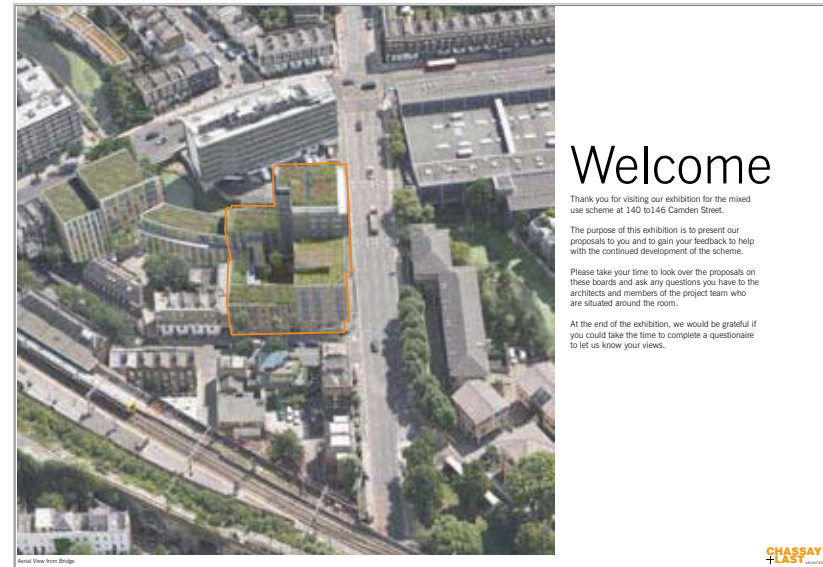 Welcome
Thank you for visiting our exhibition for the mixed
use scheme at 140 to146 Camden Street.
The purpose of this exhibition is to present our
proposals to you and to gain your feedback to help
with the continued development of the scheme.
Please take your time to look over the proposals on
these boards and ask any questions you have to the
architects and members of the project team who
are situated around the room.
At the end of the exhibition, we would be grateful if
you could take the time to complete a questionaire
to let us know your views.
Aerial View from Bridge
CHASSAY
+LAST